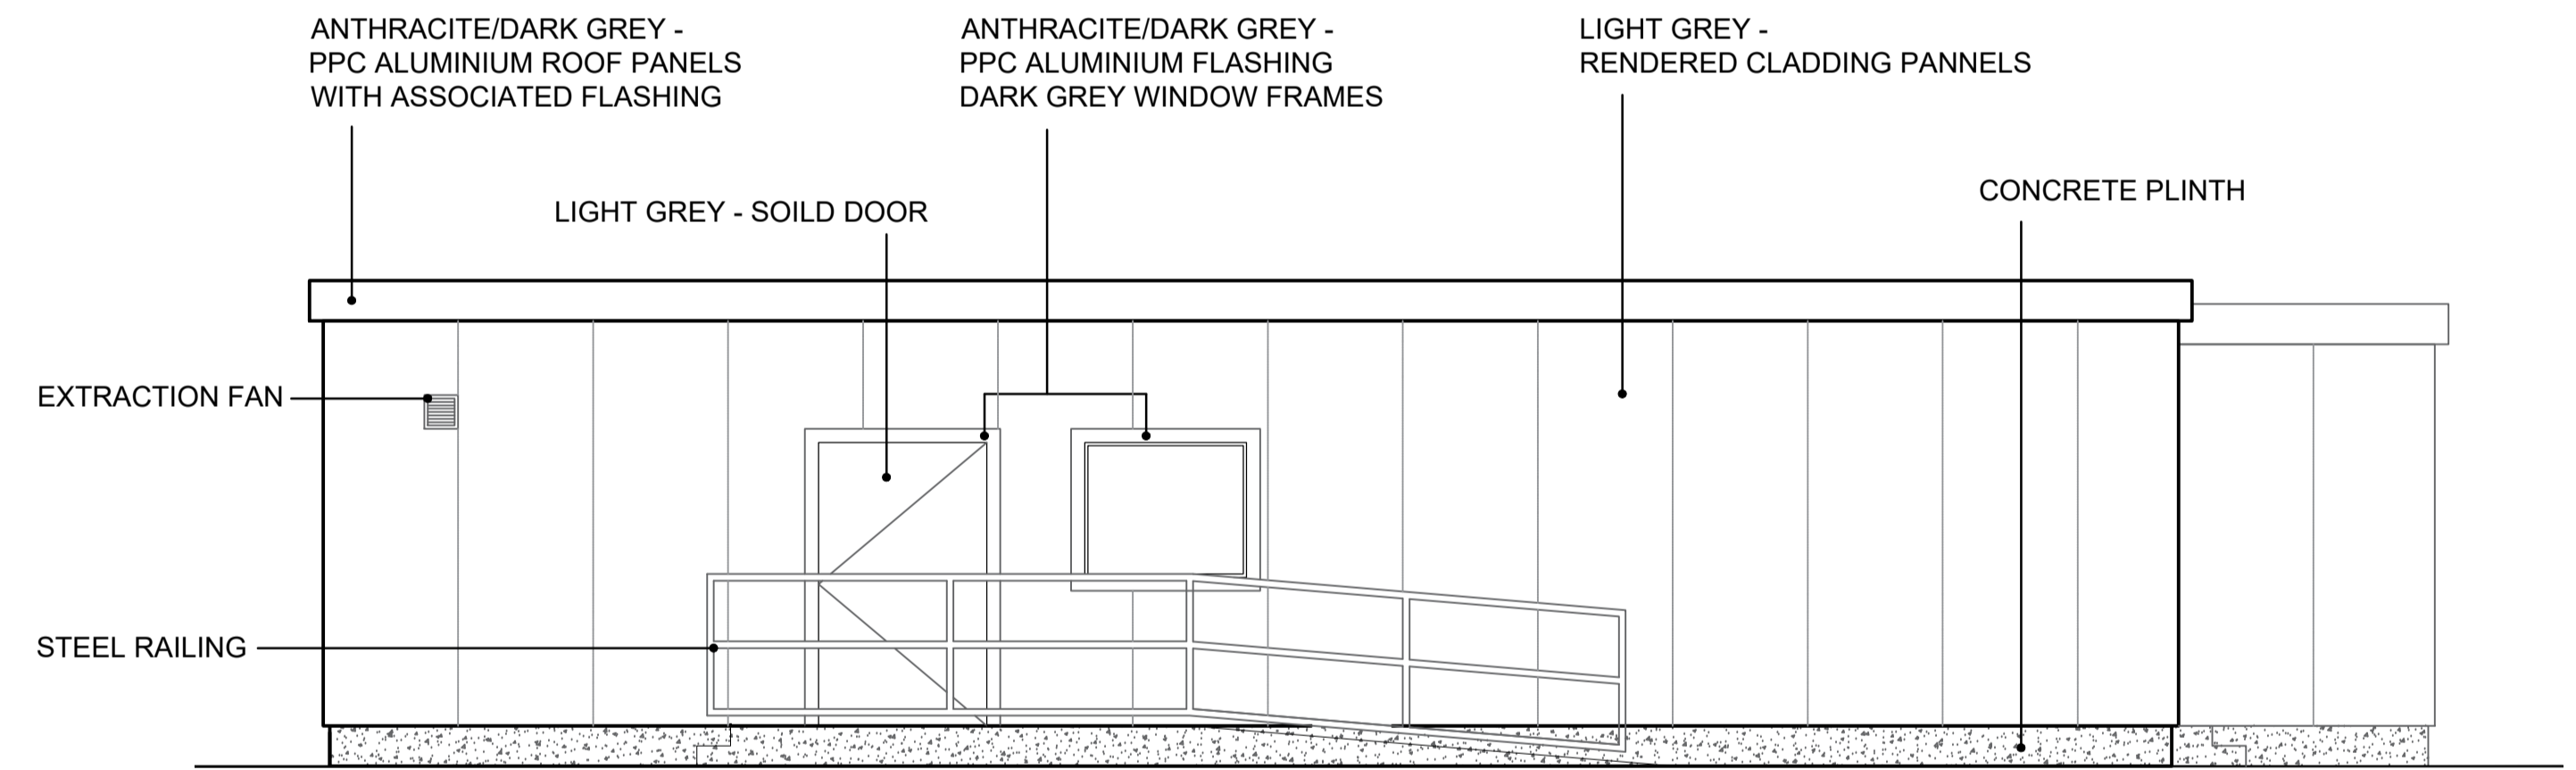 ANTHRACITE/DARK GREY -
PPC ALUMINIUM ROOF PANELS
WITH ASSOCIATED FLASHING
ANTHRACITE/DARK GREY -
PPC ALUMINIUM FLASHING
DARK GREY WINDOW FRAMES
LIGHT GREY -
RENDERED CLADDING PANNELS
LIGHT GREY - SOILD DOOR
CONCRETE PLINTH
EXTRACTION FAN
STEEL RAILING